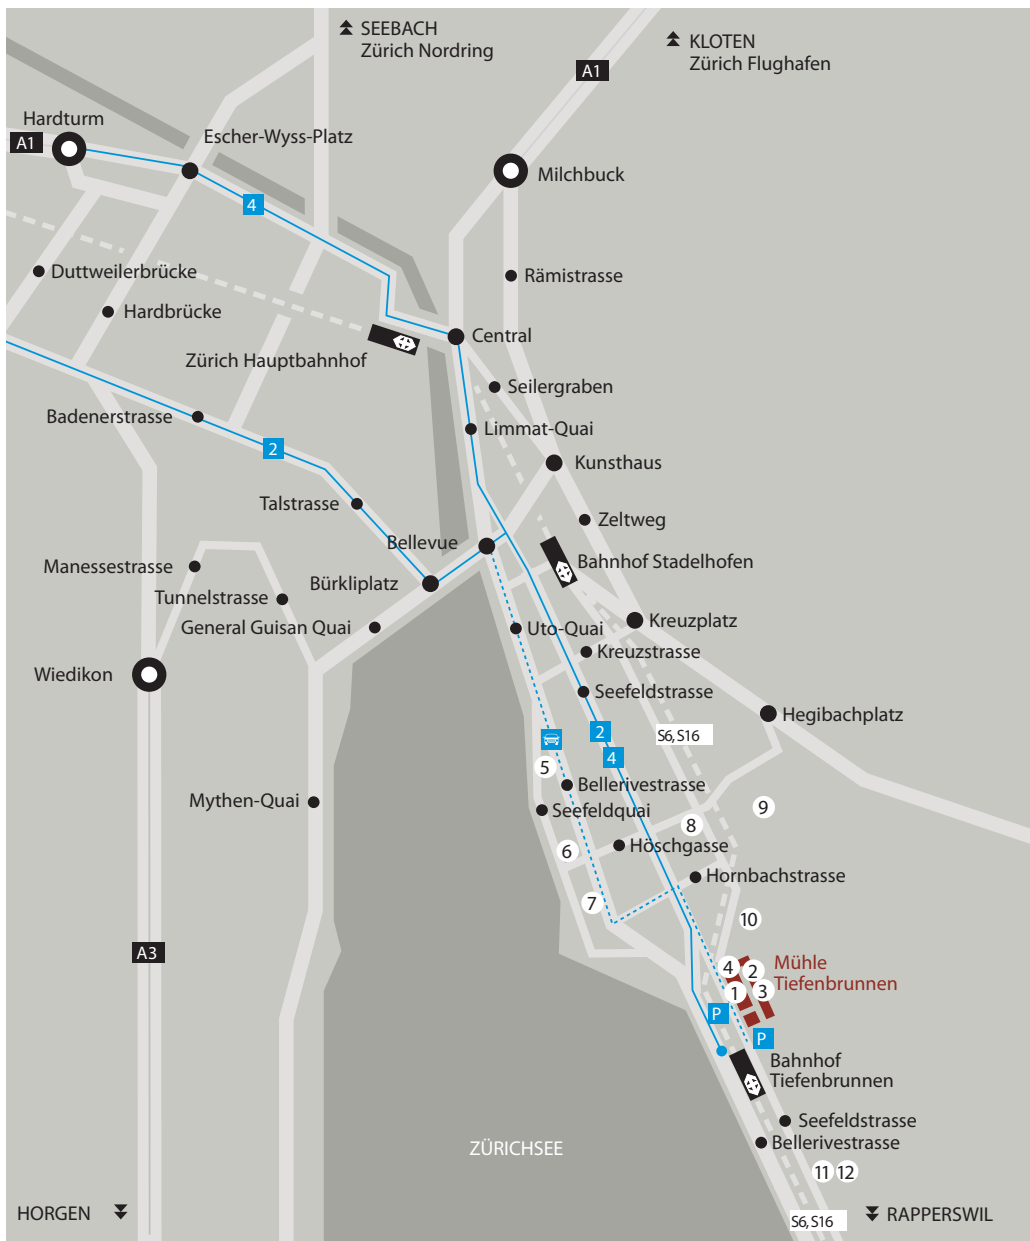 SEEBACH
Zürich Nordring
KLOTEN
Zürich Flughafen
A1
Hardturm
A1
Escher-Wyss-Platz
Milchbuck
4
Duttweilerbrücke
Rämistrasse
Hardbrücke
Central
Zürich Hauptbahnhof
Seilergraben
Badenerstrasse
Limmat-Quai
2
Kunsthaus
Talstrasse
Zeltweg
Bellevue
Bahnhof Stadelhofen
Manessestrasse
Bürkliplatz
Tunnelstrasse
General Guisan Quai
Uto-Quai
Kreuzplatz
Kreuzstrasse
Wiedikon
Seefeldstrasse
Hegibachplatz
2
S6, S16
4
5
Bellerivestrasse
Mythen-Quai
Seefeldquai
9
8
6
Höschgasse
Hornbachstrasse
7
10
A3
4
2
Mühle
Tiefenbrunnen
1
3
P
P
Bahnhof
Tiefenbrunnen
Seefeldstrasse
Bellerivestrasse
ZÜRICHSEE
11
12
HORGEN
S6, S16
RAPPERSWIL